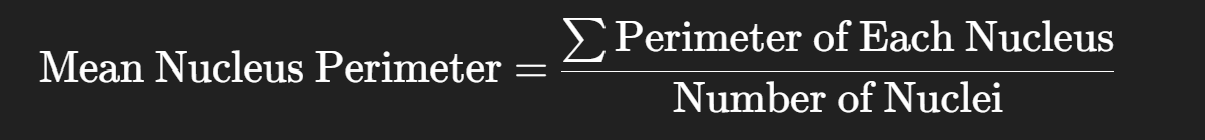 Mean Nucleus Perimeter = ∑ Perimeter of Each Nucleus
Number of Nuclei